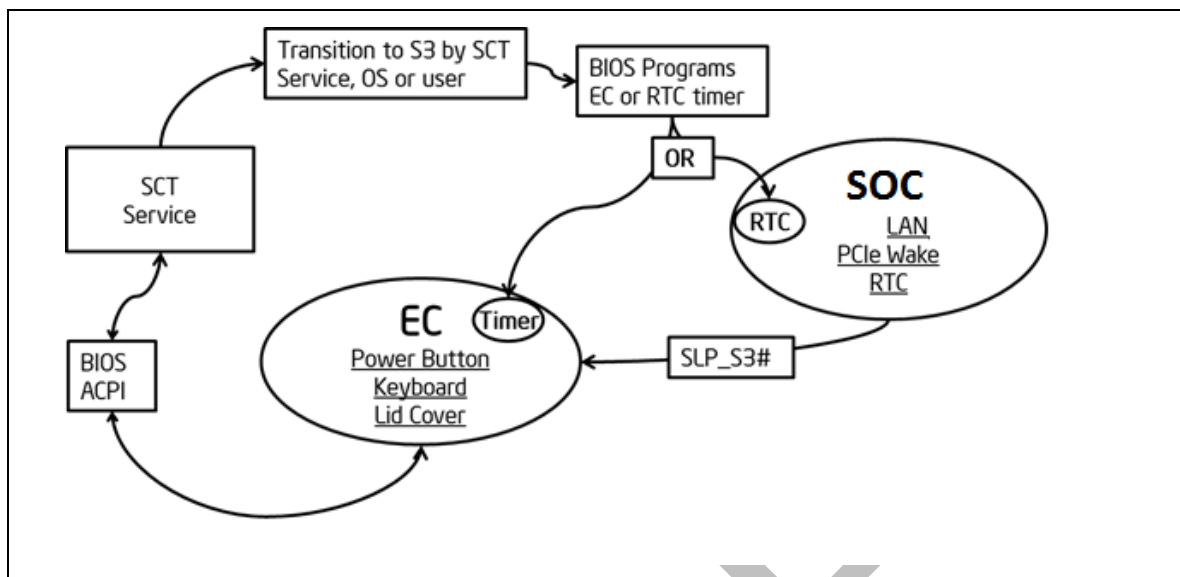 Transition to S3 by SCT
Service, OS or user
BIOS Programs
EC or RTC timer
OR
SCT
Service
SOC
RTC
LAN
PCIe Wake
RTC
EC
Timer
Power Button
Keyboard
Lid Cover
SLP_S3#
BIOS
ACPI